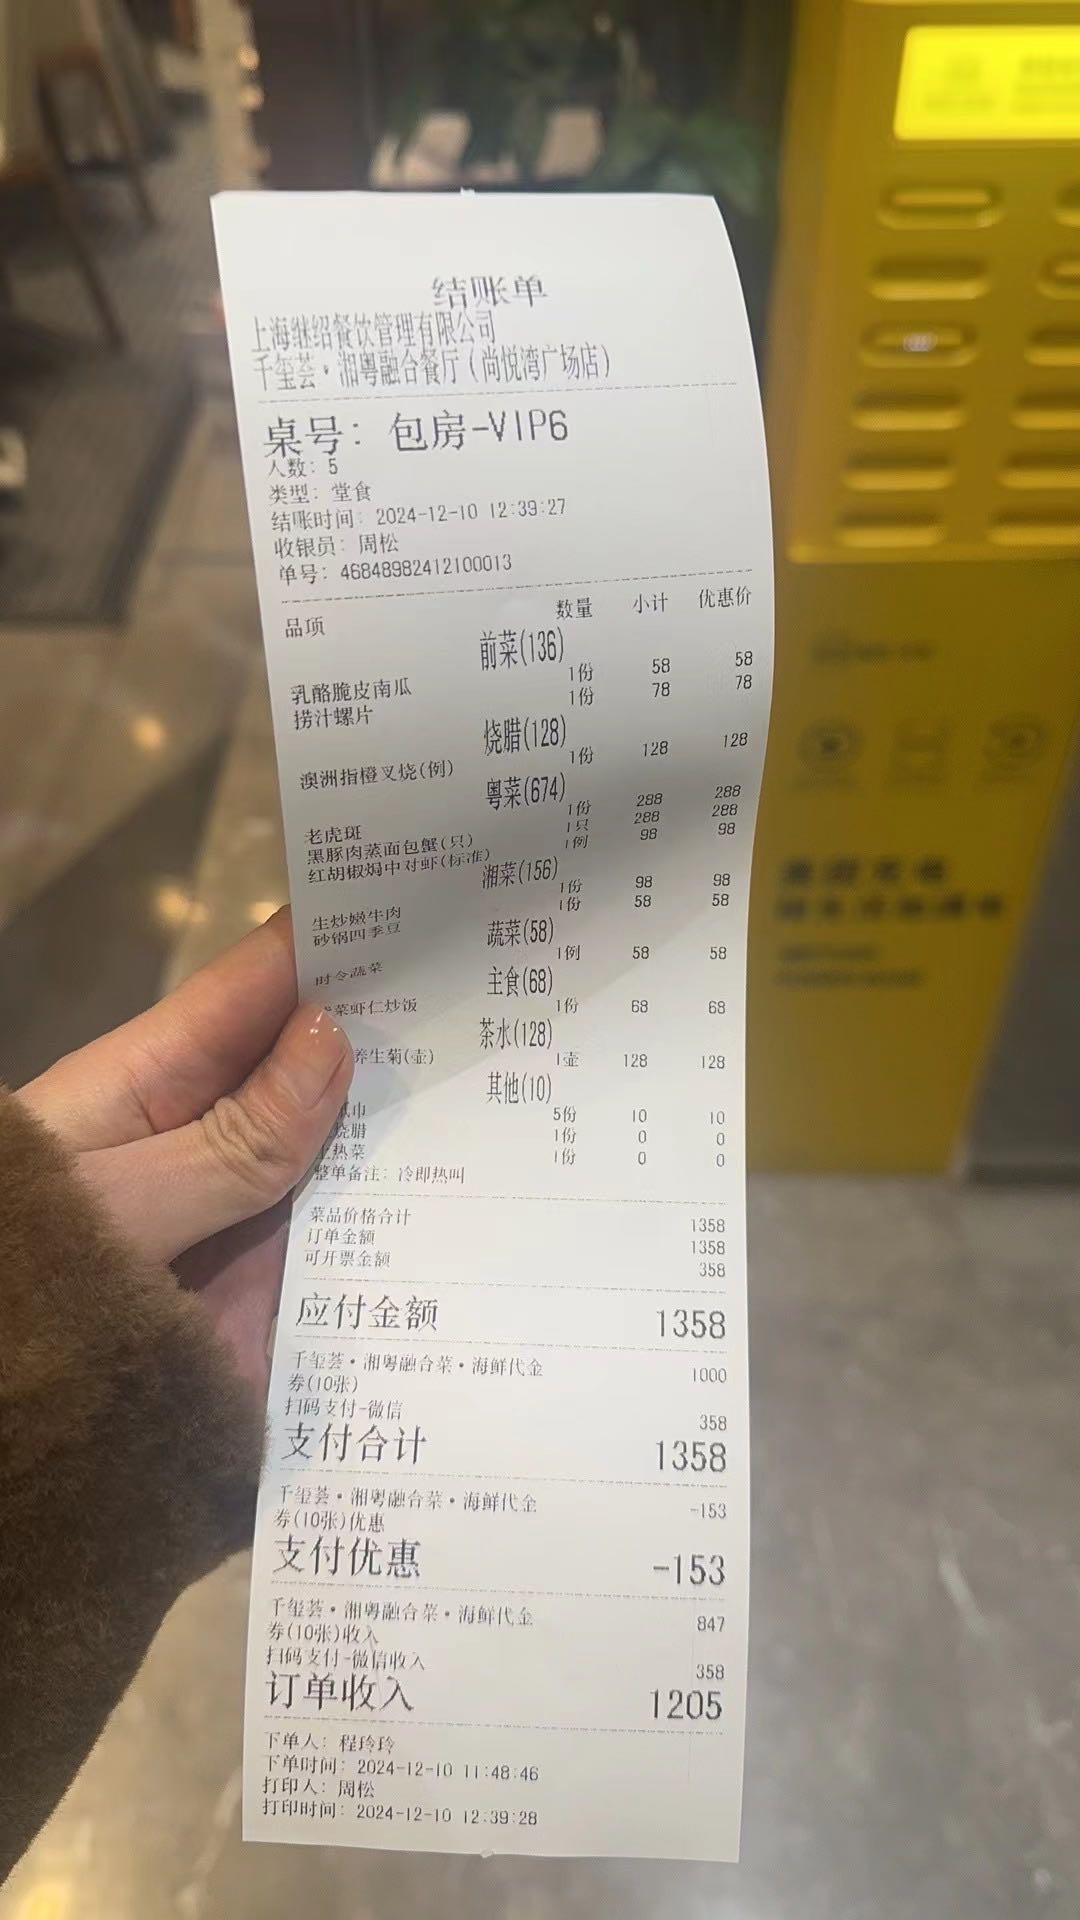 结账单
上海继绍餐饮管理有限公司
千玺荟·湘粤融合餐厅(尚悦湾广场店)
桌号: 包房-VIP6
人数: 5
类型: 堂食
结账时间: 2024-12-10 12:39:27
收银员: 周松
单号: 46848982412100013
品项 数量 小计 优惠价
前菜(136)
乳酪脆皮南瓜 1份 58 58
捞汁螺片 1份 78 78
烧腊(128)
澳洲指橙叉烧(例) 1份 128 128
粤菜(674)
老虎斑 1份 288 288
黑豚肉蒸面包蟹(只) 1只 288 288
红胡椒焗中对虾(标准) 1例 98 98
湘菜(156)
生炒嫩牛肉 1份 98 98
砂锅四季豆 1份 58 58
蔬菜(58)
时令蔬菜 1例 58 58
主食(68)
菜虾仁炒饭 1份 68 68
茶水(128)
养生菊(壶) 1壶 128 128
其他(10)
纸巾 5份 10 10
烧腊 1份 0 0
上热菜 1份 0 0
整单备注: 冷即热叫
菜品价格合计 1358
订单金额 1358
可开票金额 358
应付金额 1358
千玺荟·湘粤融合菜·海鲜代金 1000
券(10张)
扫码支付-微信 358
支付合计 1358
千玺荟·湘粤融合菜·海鲜代金 -153
券(10张)优惠
支付优惠 -153
千玺荟·湘粤融合菜·海鲜代金 847
券(10张)收入
扫码支付-微信收入 358
订单收入 1205
下单人: 程玲玲
下单时间: 2024-12-10 11:48:46
打印人: 周松
打印时间: 2024-12-10 12:39:28